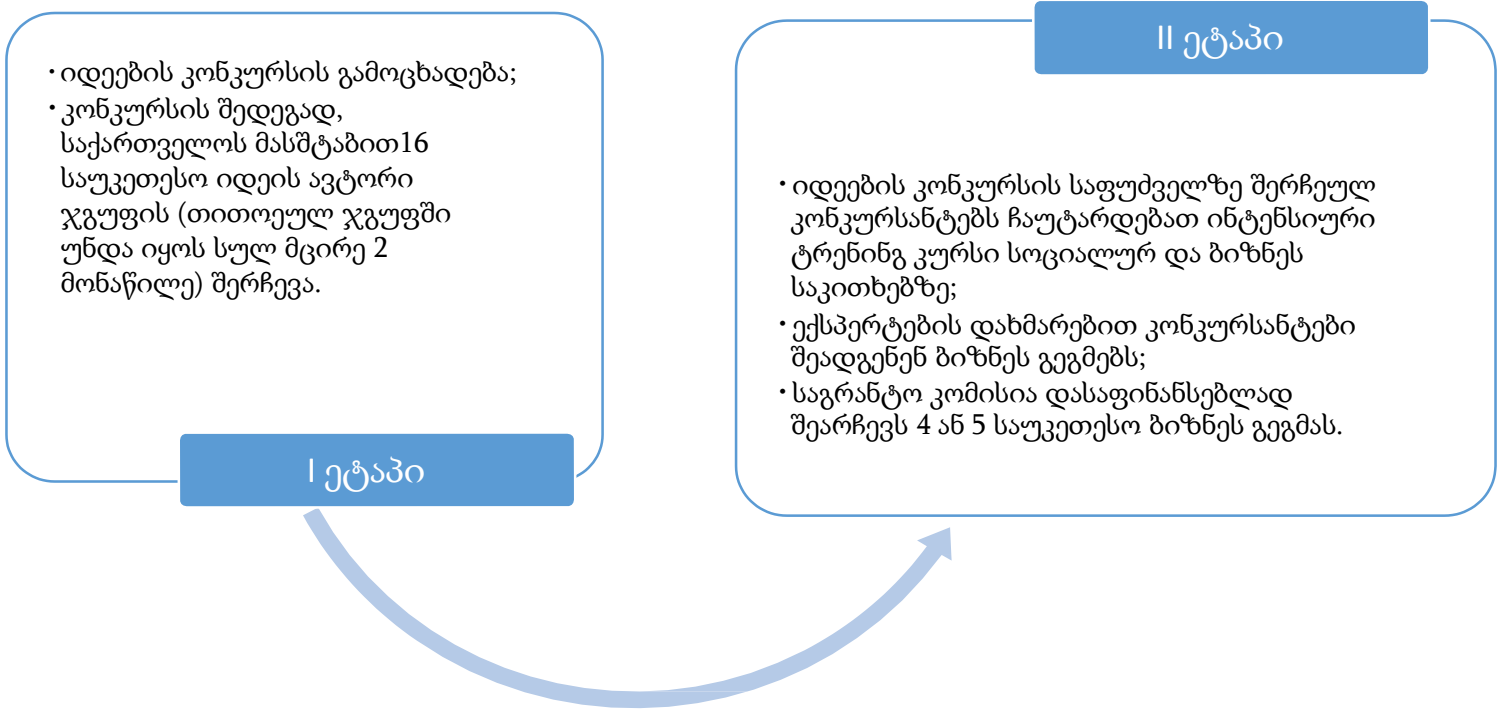 · იდეების კონკურსის გამოცხადება;
· კონკურსის შედეგად,
საქართველოს მასშტაბით16
საუკეთესო იდეის ავტორი
ჯგუფის (თითოეულ ჯგუფში
უნდა იყოს სულ მცირე 2
მონაწილე) შერჩევა.
I ეტაპი
II ეტაპი
· იდეების კონკურსის საფუძველზე შერჩეულ
კონკურსანტებს ჩაუტარდებათ ინტენსიური
ტრენინგ კურსი სოციალურ და ბიზნეს
საკითხებზე;
· ექსპერტების დახმარებით კონკურსანტები
შეადგენენ ბიზნეს გეგმებს;
· საგრანტო კომისია დასაფინანსებლად
შეარჩევს 4 ან 5 საუკეთესო ბიზნეს გეგმას.